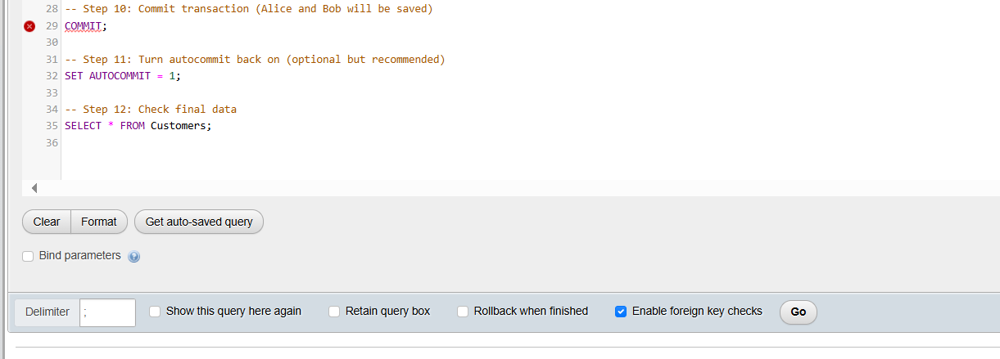 28 -- Step 10: Commit transaction (Alice and Bob will be saved)
29 COMMIT;
30
31 -- Step 11: Turn autocommit back on (optional but recommended)
32 SET AUTOCOMMIT = 1;
33
34 -- Step 12: Check final data
35 SELECT * FROM Customers;
36
Clear Format Get auto-saved query
Bind parameters
Delimiter ; Show this query here again Retain query box Rollback when finished Enable foreign key checks Go